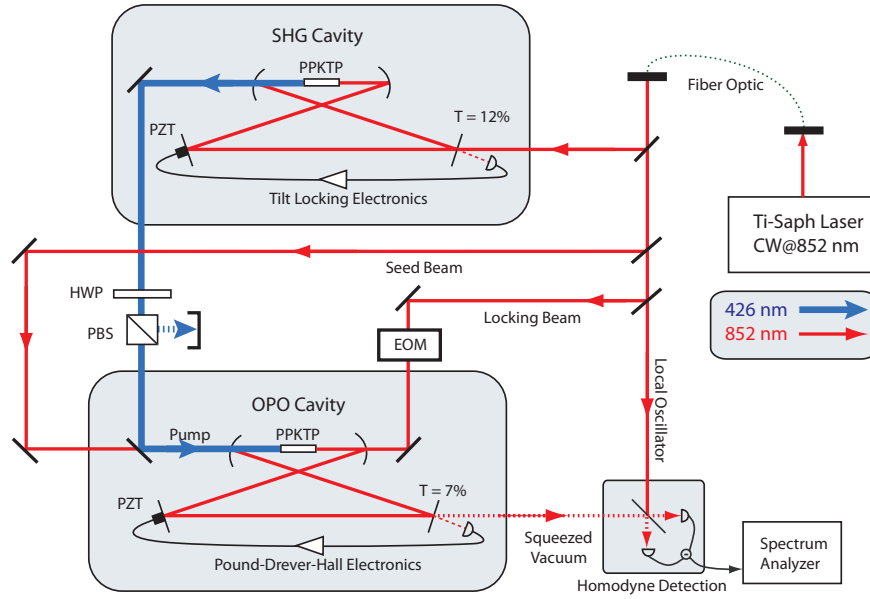 SHG Cavity
PPKTP
T = 12%
PZT
Tilt Locking Electronics
Fiber Optic
Ti-Saph Laser
CW@852 nm
426 nm
852 nm
Seed Beam
Locking Beam
HWP
PBS
EOM
Local Oscillator
OPO Cavity
Pump
PPKTP
T = 7%
PZT
Pound-Drever-Hall Electronics
Squeezed
Vacuum
Homodyne Detection
Spectrum
Analyzer